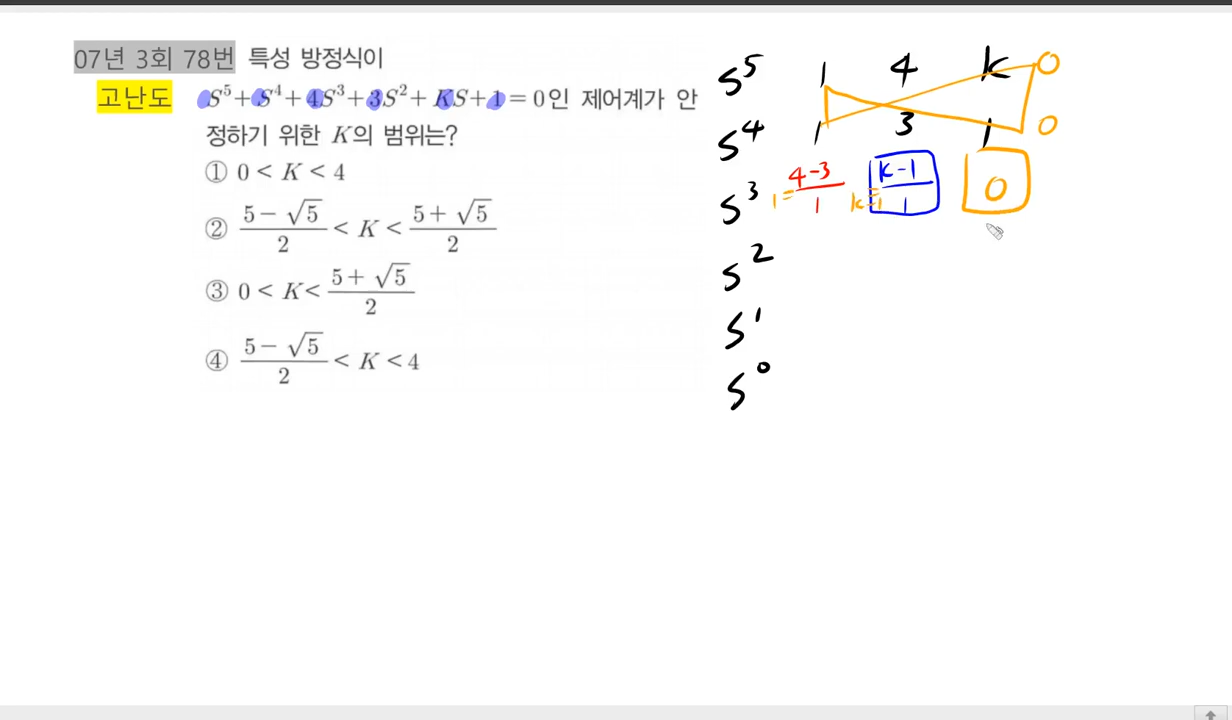 07년 3회 78번 특성 방정식이
고난도 S⁵+S⁴+4S³+3S²+KS+1=0인 제어계가 안
정하기 위한 K의 범위는?
① 0 < K < 4
② (5-√5)/2 < K < (5+√5)/2
③ 0 < K < (5+√5)/2
④ (5-√5)/2 < K < 4
S⁵ 1 4 k 0
S⁴ 1 3 1 0
S³ 1= (4-3)/1 k-1= (k-1)/1 0
S²
S¹
S⁰